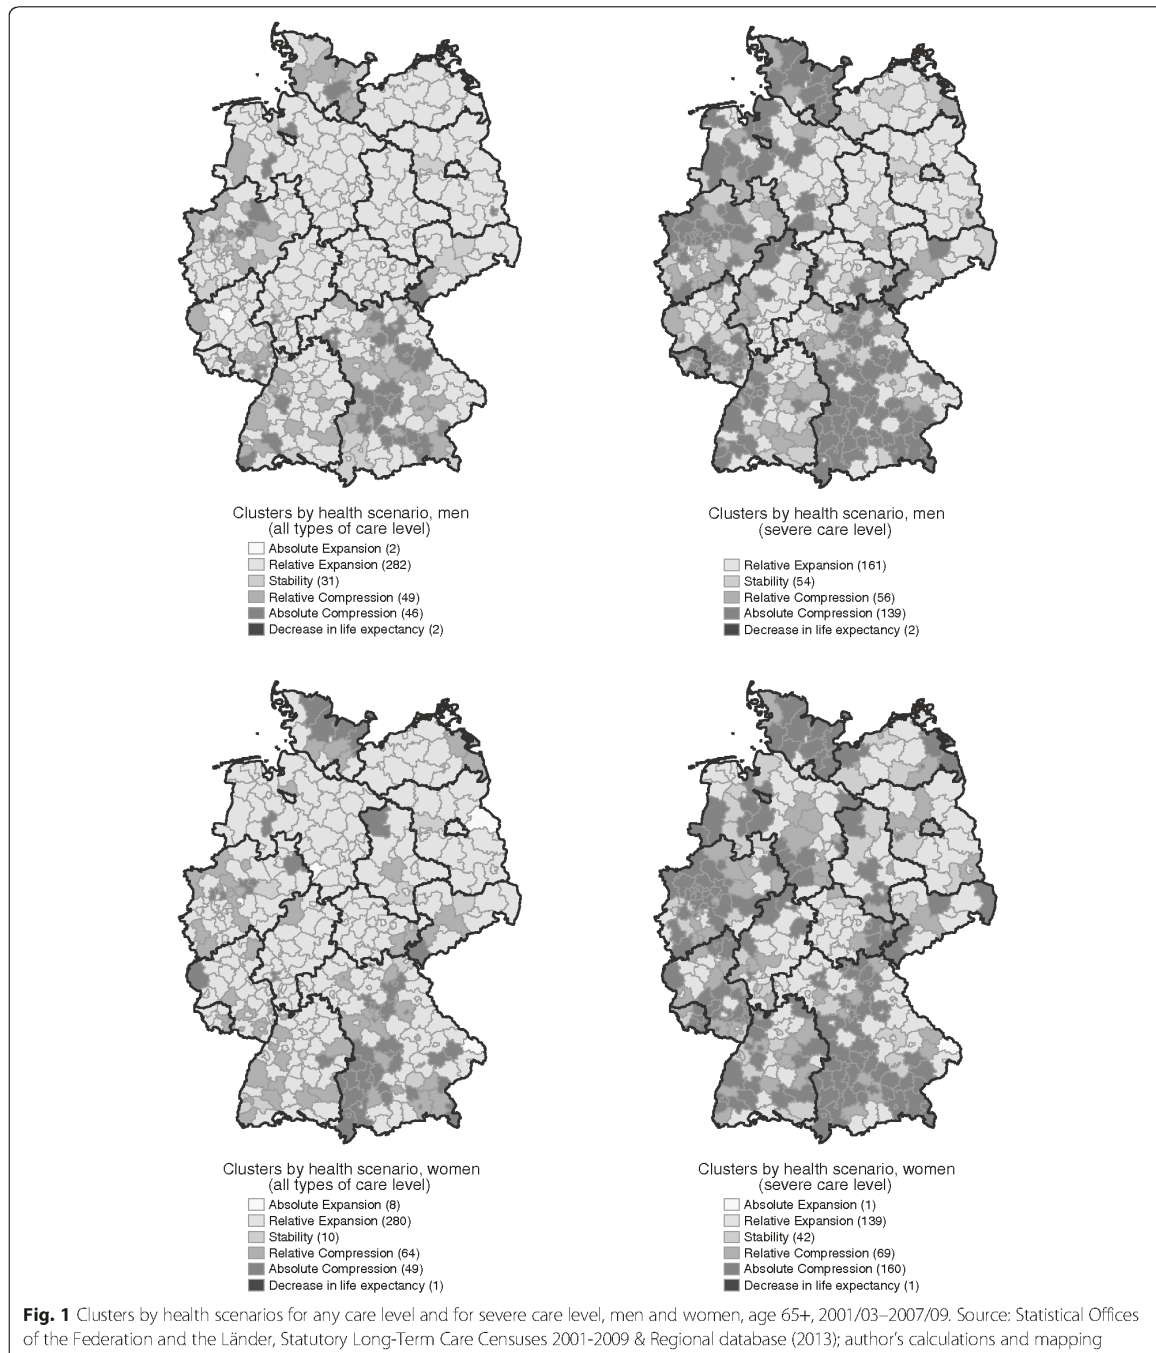 Clusters by health scenario, men
(all types of care level)
Absolute Expansion (2)
Relative Expansion (282)
Stability (31)
Relative Compression (49)
Absolute Compression (46)
Decrease in life expectancy (2)
Clusters by health scenario, men
(severe care level)
Relative Expansion (161)
Stability (54)
Relative Compression (56)
Absolute Compression (139)
Decrease in life expectancy (2)
Clusters by health scenario, women
(all types of care level)
Absolute Expansion (8)
Relative Expansion (280)
Stability (10)
Relative Compression (64)
Absolute Compression (49)
Decrease in life expectancy (1)
Clusters by health scenario, women
(severe care level)
Absolute Expansion (1)
Relative Expansion (139)
Stability (42)
Relative Compression (69)
Absolute Compression (160)
Decrease in life expectancy (1)
Fig. 1 Clusters by health scenarios for any care level and for severe care level, men and women, age 65+, 2001/03–2007/09. Source: Statistical Offices
of the Federation and the Länder, Statutory Long-Term Care Censuses 2001-2009 & Regional database (2013); author's calculations and mapping